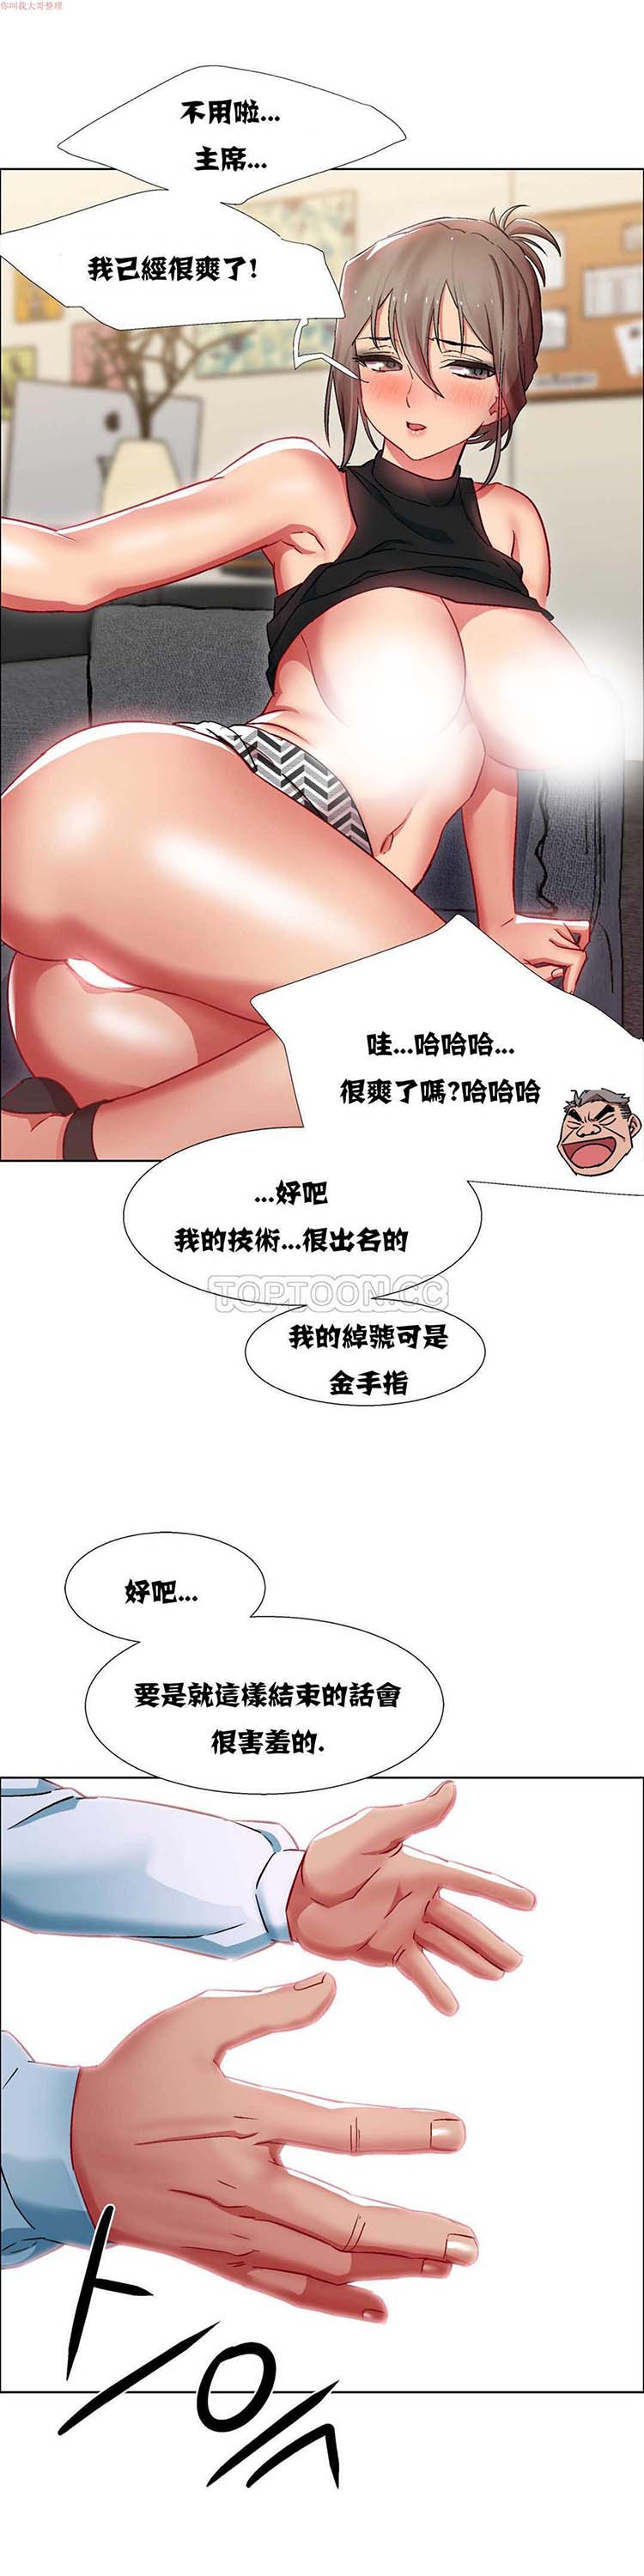 你叫我大哥整理
不用啦...
主席...
我已經很爽了!
哇...哈哈哈...
很爽了嗎?哈哈哈
...好吧
我的技術...很出名的
TOPTOON.CC
我的綽號可是
金手指
好吧...
要是就這樣結束的話會
很害羞的.